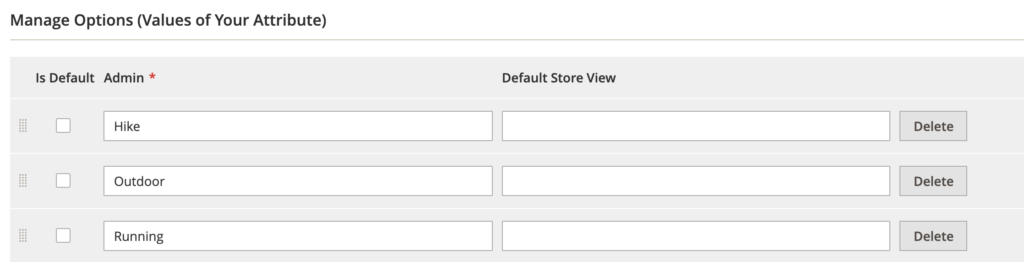 Manage Options (Values of Your Attribute)
Is Default Admin * Default Store View
Hike Delete
Outdoor Delete
Running Delete